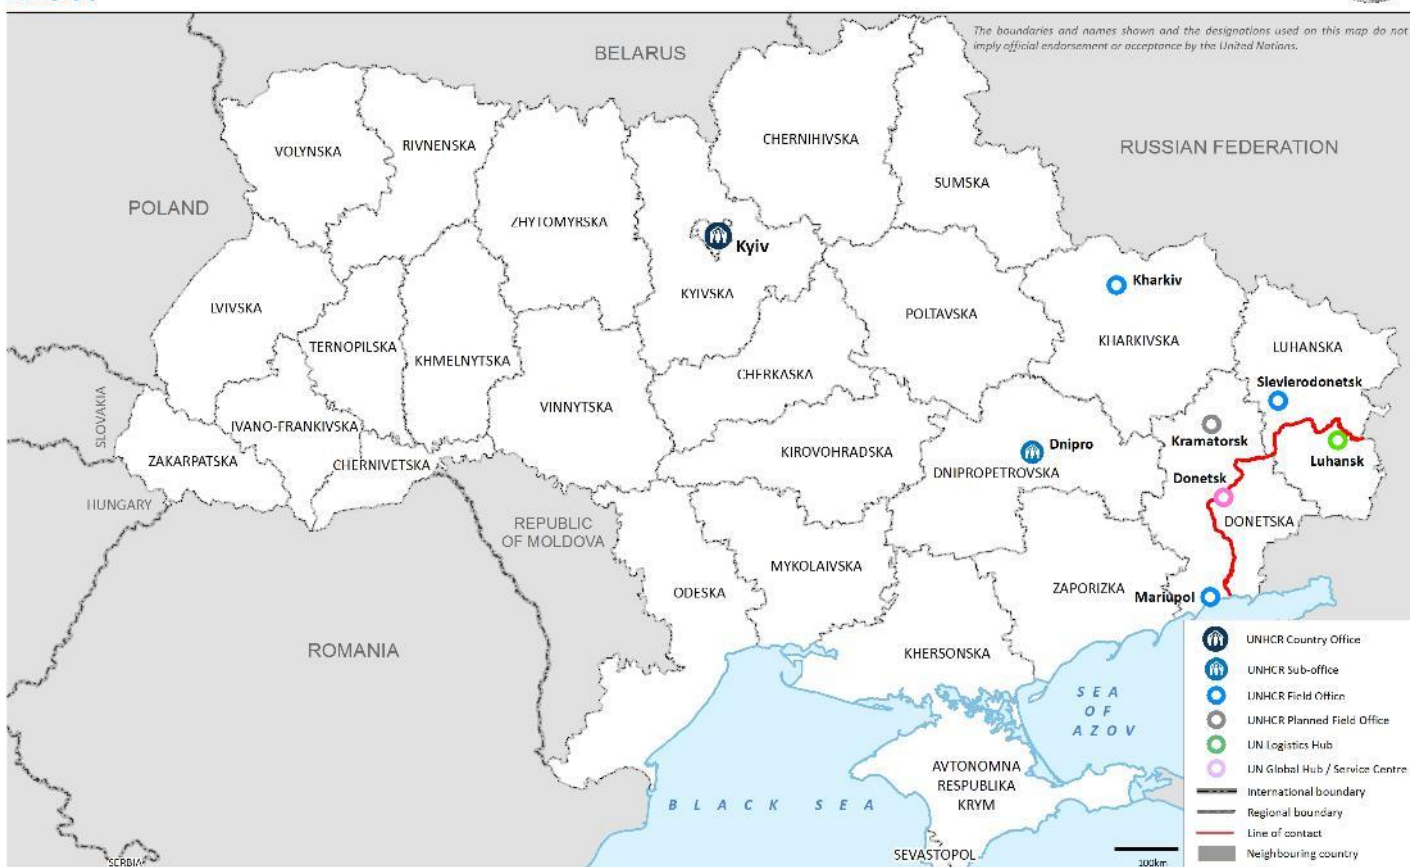 The boundaries and names shown and the designations used on this map do not
imply official endorsement or acceptance by the United Nations.
BELARUS
RUSSIAN FEDERATION
POLAND
VOLYNSKA
RIVNENSKA
CHERNIHIVSKA
SUMSKA
ZHYTOMYRSKA
Kyiv
KYIVSKA
Kharkiv
LVIVSKA
POLTAVSKA
KHARKIVSKA
LUHANSKA
TERNOPILSKA
KHMELNYTSKA
CHERKASKA
Sievierodonetsk
SLOVAKIA
VINNYTSKA
IVANO-FRANKIVSKA
Kramatorsk
Dnipro
KIROVOHRADSKA
ZAKARPATSKA
CHERNIVETSKA
DNIPROPETROVSKA
Luhansk
Donetsk
HUNGARY
REPUBLIC
OF MOLDOVA
DONETSKA
MYKOLAIVSKA
ODESKA
ZAPORIZKA
Mariupol
ROMANIA
KHERSONSKA
SEA
OF
AZOV
AVTONOMNA
RESPUBLIKA
KRYM
BLACK SEA
SEVASTOPOL
SERBIA
100km
UNHCR Country Office
UNHCR Sub-office
UNHCR Field Office
UNHCR Planned Field Office
UN Logistics Hub
UN Global Hub / Service Centre
International boundary
Regional boundary
Line of contact
Neighbouring country